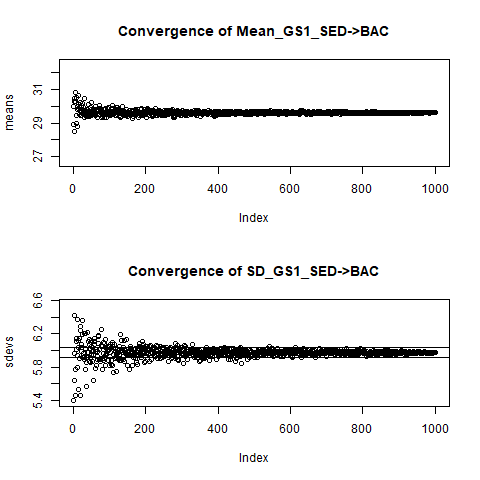 Convergence of Mean_GS1_SED->BAC
31
29
27
means
0 200 400 600 800 1000
Index
Convergence of SD_GS1_SED->BAC
6.6
6.2
5.8
5.4
sdevs
0 200 400 600 800 1000
Index